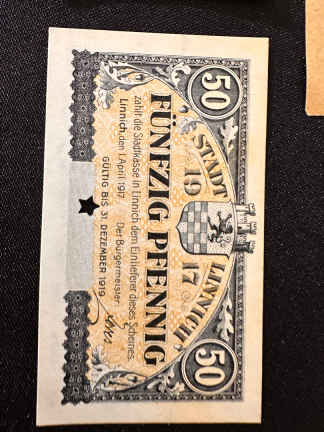 50 STADT LINNICH 50
19 17
FÜNFZIG PFENNIG
zahlt die Stadtkasse in Linnich dem Einlieferer dieses Scheines.
Linnich, den 1 April 1917 Der Bürgermeister:
GÜLTIG BIS 31. DEZEMBER 1919